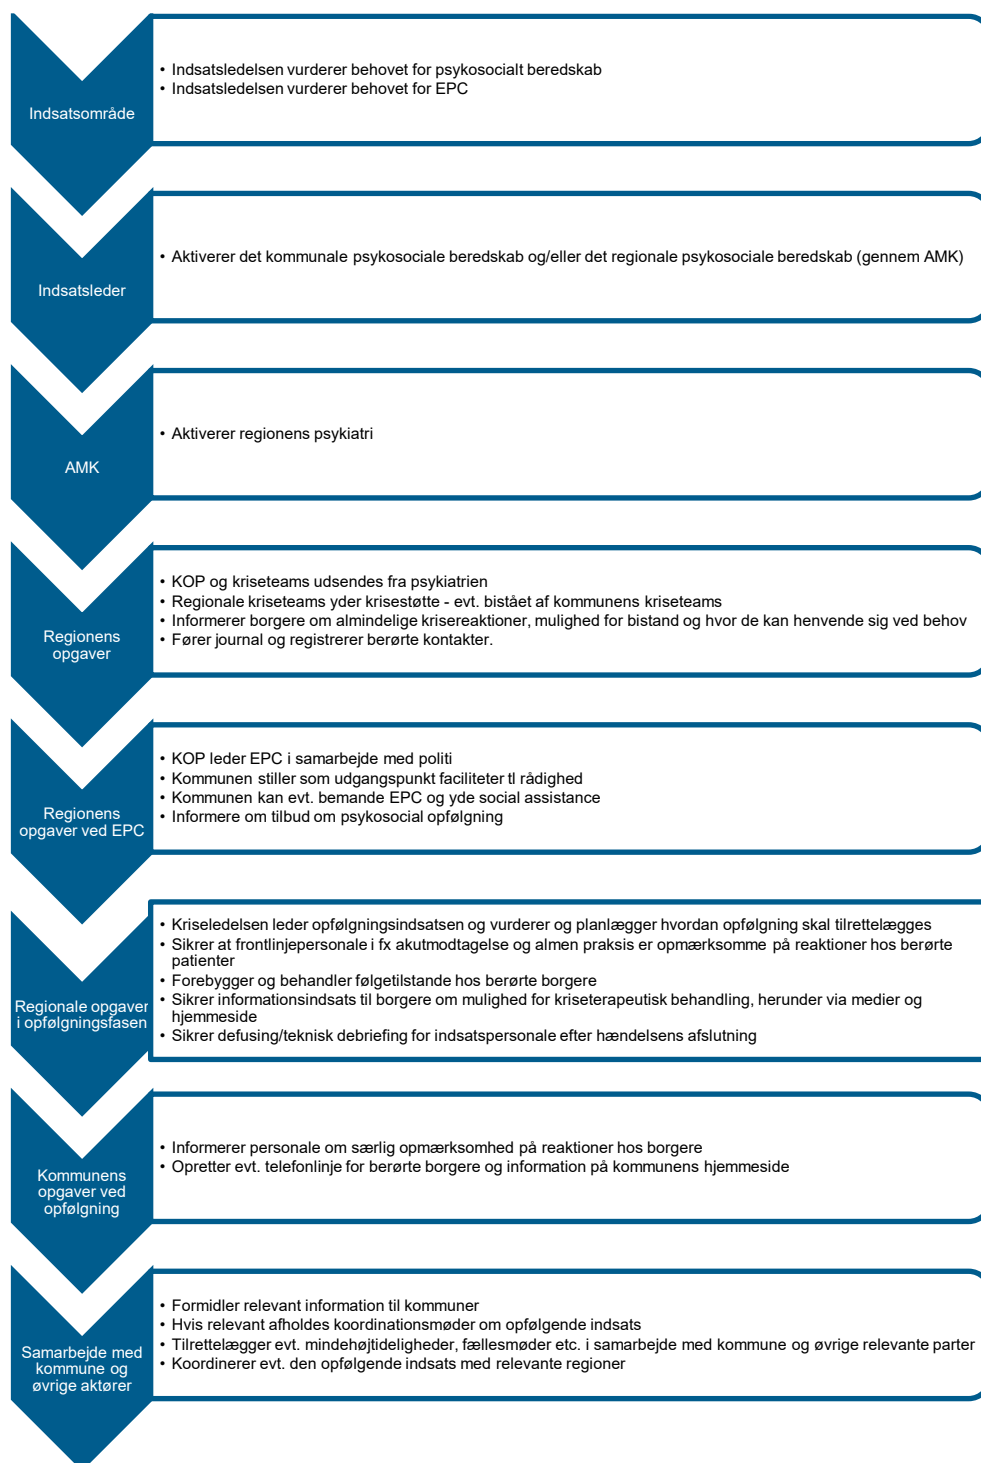 Indsatsområde
• Indsatsledelsen vurderer behovet for psykosocialt beredskab
• Indsatsledelsen vurderer behovet for EPC
Indsatsleder
• Aktiverer det kommunale psykosociale beredskab og/eller det regionale psykosociale beredskab (gennem AMK)
AMK
• Aktiverer regionens psykiatri
Regionens
opgaver
• KOP og kriseteams udsendes fra psykiatrien
• Regionale kriseteams yder krisestøtte - evt. bistået af kommunens kriseteams
• Informerer borgere om almindelige krisereaktioner, mulighed for bistand og hvor de kan henvende sig ved behov
• Fører journal og registrerer berørte kontakter.
Regionens
opgaver ved EPC
• KOP leder EPC i samarbejde med politi
• Kommunen stiller som udgangspunkt faciliteter tl rådighed
• Kommunen kan evt. bemande EPC og yde social assistance
• Informere om tilbud om psykosocial opfølgning
Regionale opgaver
i opfølgningsfasen
• Kriseledelsen leder opfølgningsindsatsen og vurderer og planlægger hvordan opfølgning skal tilrettelægges
• Sikrer at frontlinjepersonale i fx akutmodtagelse og almen praksis er opmærksomme på reaktioner hos berørte
patienter
• Forebygger og behandler følgetilstande hos berørte borgere
• Sikrer informationsindsats til borgere om mulighed for kriseterapeutisk behandling, herunder via medier og
hjemmeside
• Sikrer defusing/teknisk debriefing for indsatspersonale efter hændelsens afslutning
Kommunens
opgaver ved
opfølgning
• Informerer personale om særlig opmærksomhed på reaktioner hos borgere
• Opretter evt. telefonlinje for berørte borgere og information på kommunens hjemmeside
Samarbejde med
kommune og
øvrige aktører
• Formidler relevant information til kommuner
• Hvis relevant afholdes koordinationsmøder om opfølgende indsats
• Tilrettelægger evt. mindehøjtideligheder, fællesmøder etc. i samarbejde med kommune og øvrige relevante parter
• Koordinerer evt. den opfølgende indsats med relevante regioner